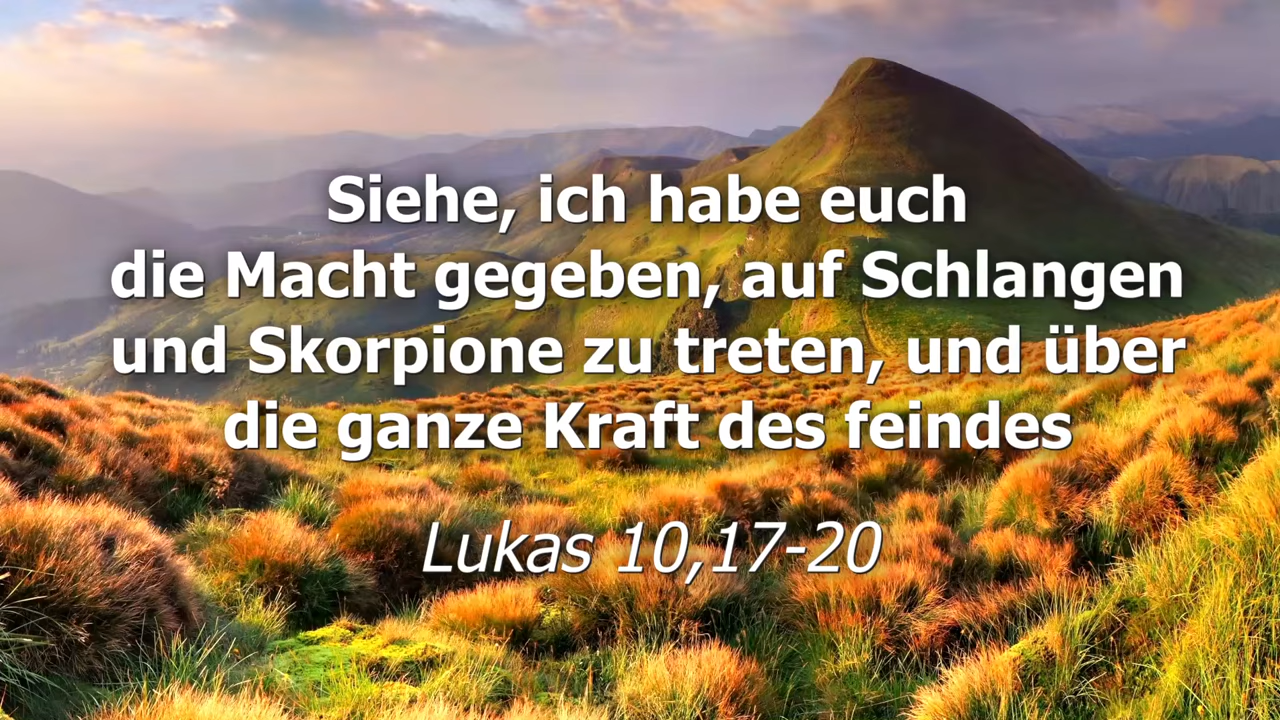 Siehe, ich habe euch
die Macht gegeben, auf Schlangen
und Skorpione zu treten, und über
die ganze Kraft des feindes
Lukas 10,17-20